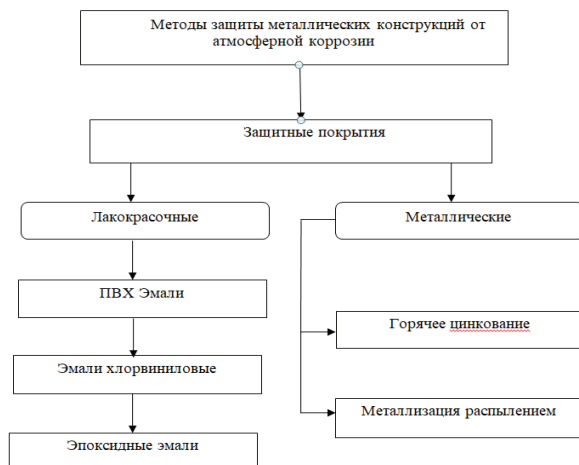 Методы защиты металлических конструкций от
атмосферной коррозии
Защитные покрытия
Лакокрасочные
Металлические
ПВХ Эмали
Горячее цинкование
Эмали хлорвиниловые
Металлизация распылением
Эпоксидные эмали